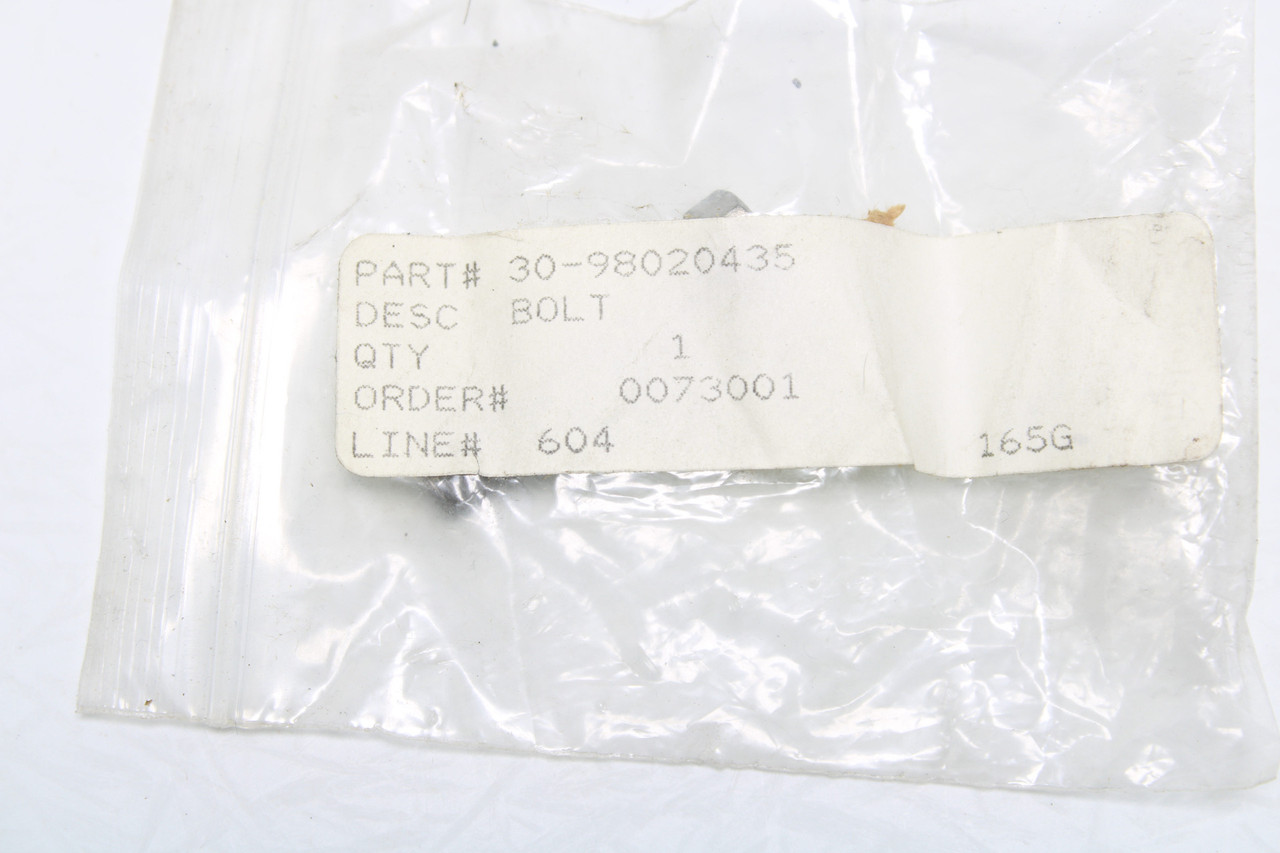 PART# 30-98020435
DESC BOLT
QTY 1
ORDER# 0073001
LINE# 604 165G